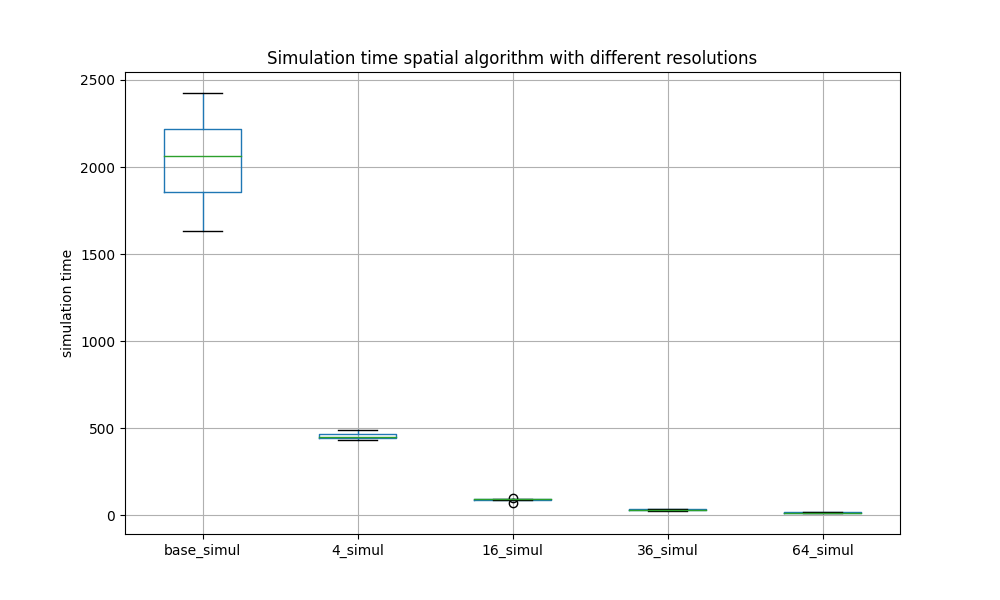 Simulation time spatial algorithm with different resolutions
2500
2000
1500
1000
500
0
simulation time
base_simul
4_simul
16_simul
36_simul
64_simul